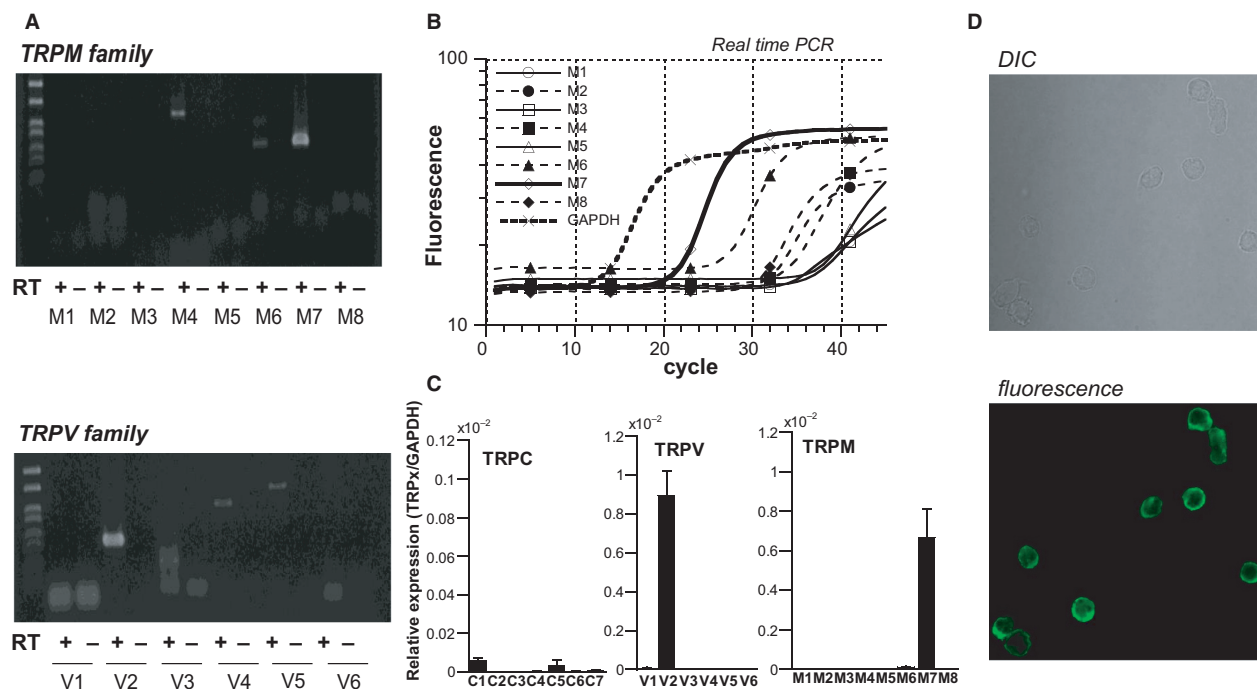 A
TRPM family
RT + − + − + − + − + − + − + − + −
M1 M2 M3 M4 M5 M6 M7 M8
TRPV family
RT + − + − + − + − + − + −
V1 V2 V3 V4 V5 V6
B
Real time PCR
100
10
Fluorescence
M1
M2
M3
M4
M5
M6
M7
M8
GAPDH
0 10 20 30 40
cycle
C
Relative expression (TRPx/GAPDH)
x10⁻²
TRPC
0.12
0.1
0.08
0.06
0.04
0.02
0
C1 C2 C3 C4 C5 C6 C7
x10⁻²
TRPV
1.2
1
0.8
0.6
0.4
0.2
0
V1 V2 V3 V4 V5 V6
x10⁻²
TRPM
1.2
1
0.8
0.6
0.4
0.2
0
M1 M2 M3 M4 M5 M6 M7 M8
D
DIC
fluorescence